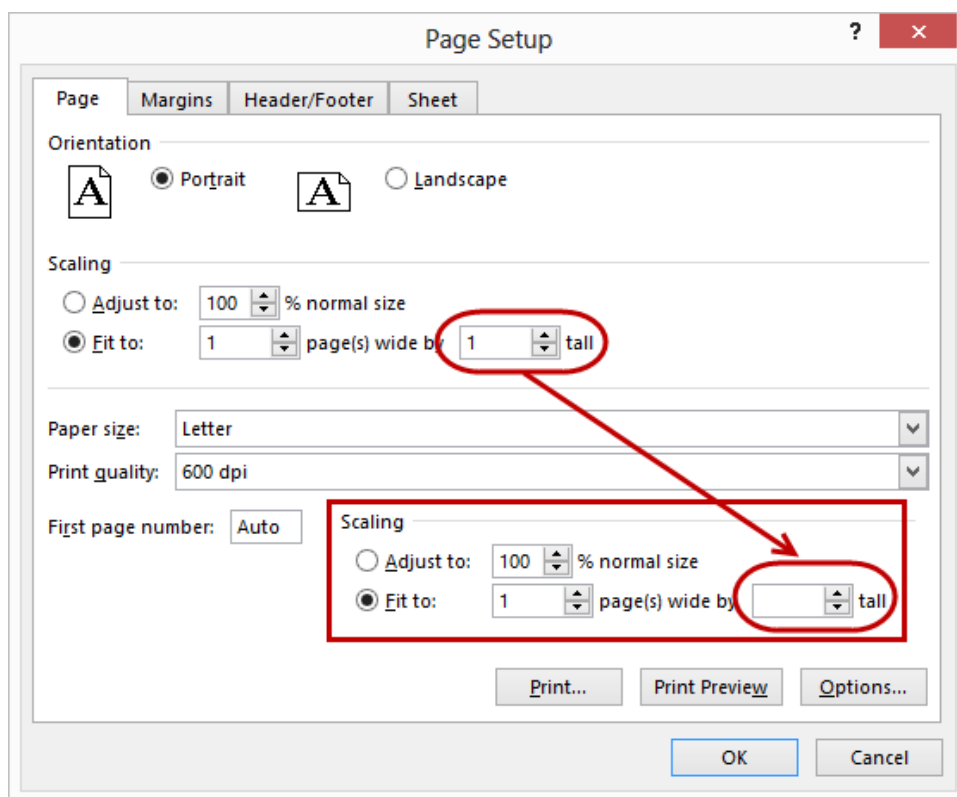 Page Setup ?
Page Margins Header/Footer Sheet
Orientation
A Portrait A Landscape
Scaling
Adjust to: 100 % normal size
Fit to: 1 page(s) wide by 1 tall
Paper size: Letter
Print quality: 600 dpi
First page number: Auto
Scaling
Adjust to: 100 % normal size
Fit to: 1 page(s) wide by tall
Print... Print Preview Options...
OK Cancel